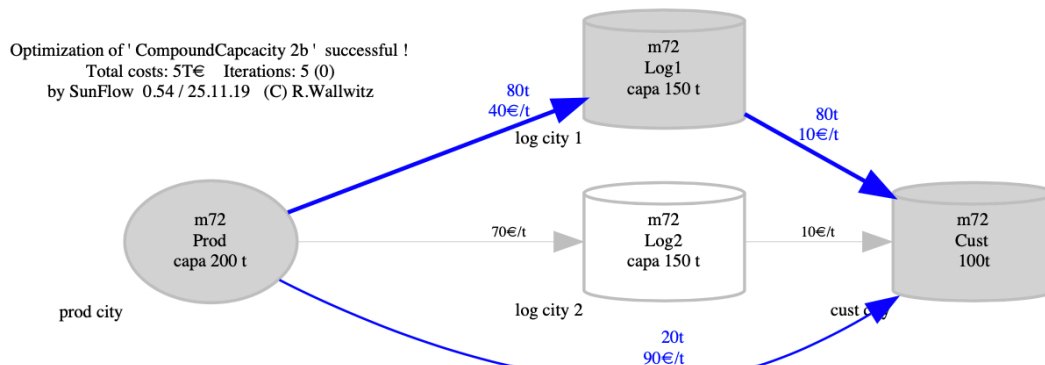 Optimization of ' CompoundCapcacity 2b '  successful !
Total costs: 5T€    Iterations: 5 (0)
by SunFlow  0.54 / 25.11.19   (C) R.Wallwitz
m72
Log1
capa 150 t
80t
40€/t
log city 1
80t
10€/t
m72
Prod
capa 200 t
prod city
70€/t
m72
Log2
capa 150 t
log city 2
10€/t
m72
Cust
100t
cust city
20t
90€/t